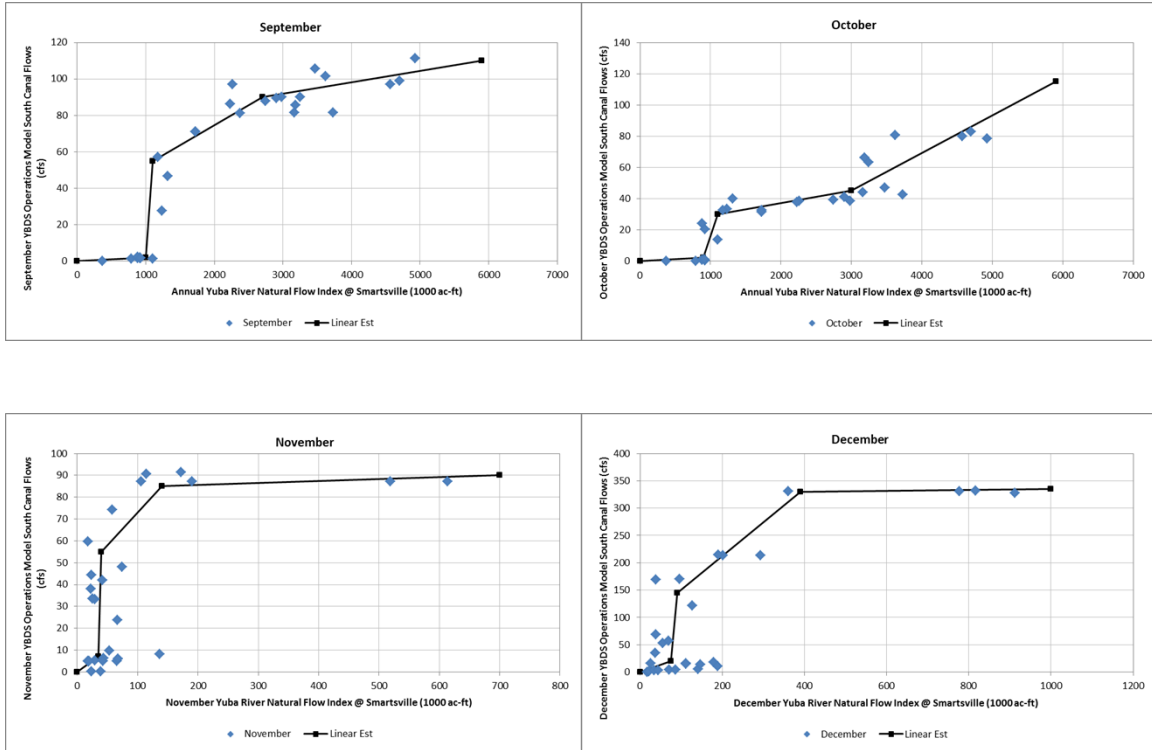 September
September YBDS Operations Model South Canal Flows
(cfs)
120
100
80
60
40
20
0
0 1000 2000 3000 4000 5000 6000 7000
Annual Yuba River Natural Flow Index @ Smartsville (1000 ac-ft)
September Linear Est
October
October YBDS Operations Model South Canal Flows (cfs)
140
120
100
80
60
40
20
0
0 1000 2000 3000 4000 5000 6000 7000
Annual Yuba River Natural Flow Index @ Smartsville (1000 ac-ft)
October Linear Est
November
November YBDS Operations Model South Canal Flows
(cfs)
100
90
80
70
60
50
40
30
20
10
0
0 100 200 300 400 500 600 700 800
November Yuba River Natural Flow Index @ Smartsville (1000 ac-ft)
November Linear Est
December
December YBDS Operations Model South Canal Flows (cfs)
400
350
300
250
200
150
100
50
0
0 200 400 600 800 1000 1200
December Yuba River Natural Flow Index @ Smartsville (1000 ac-ft)
December Linear Est